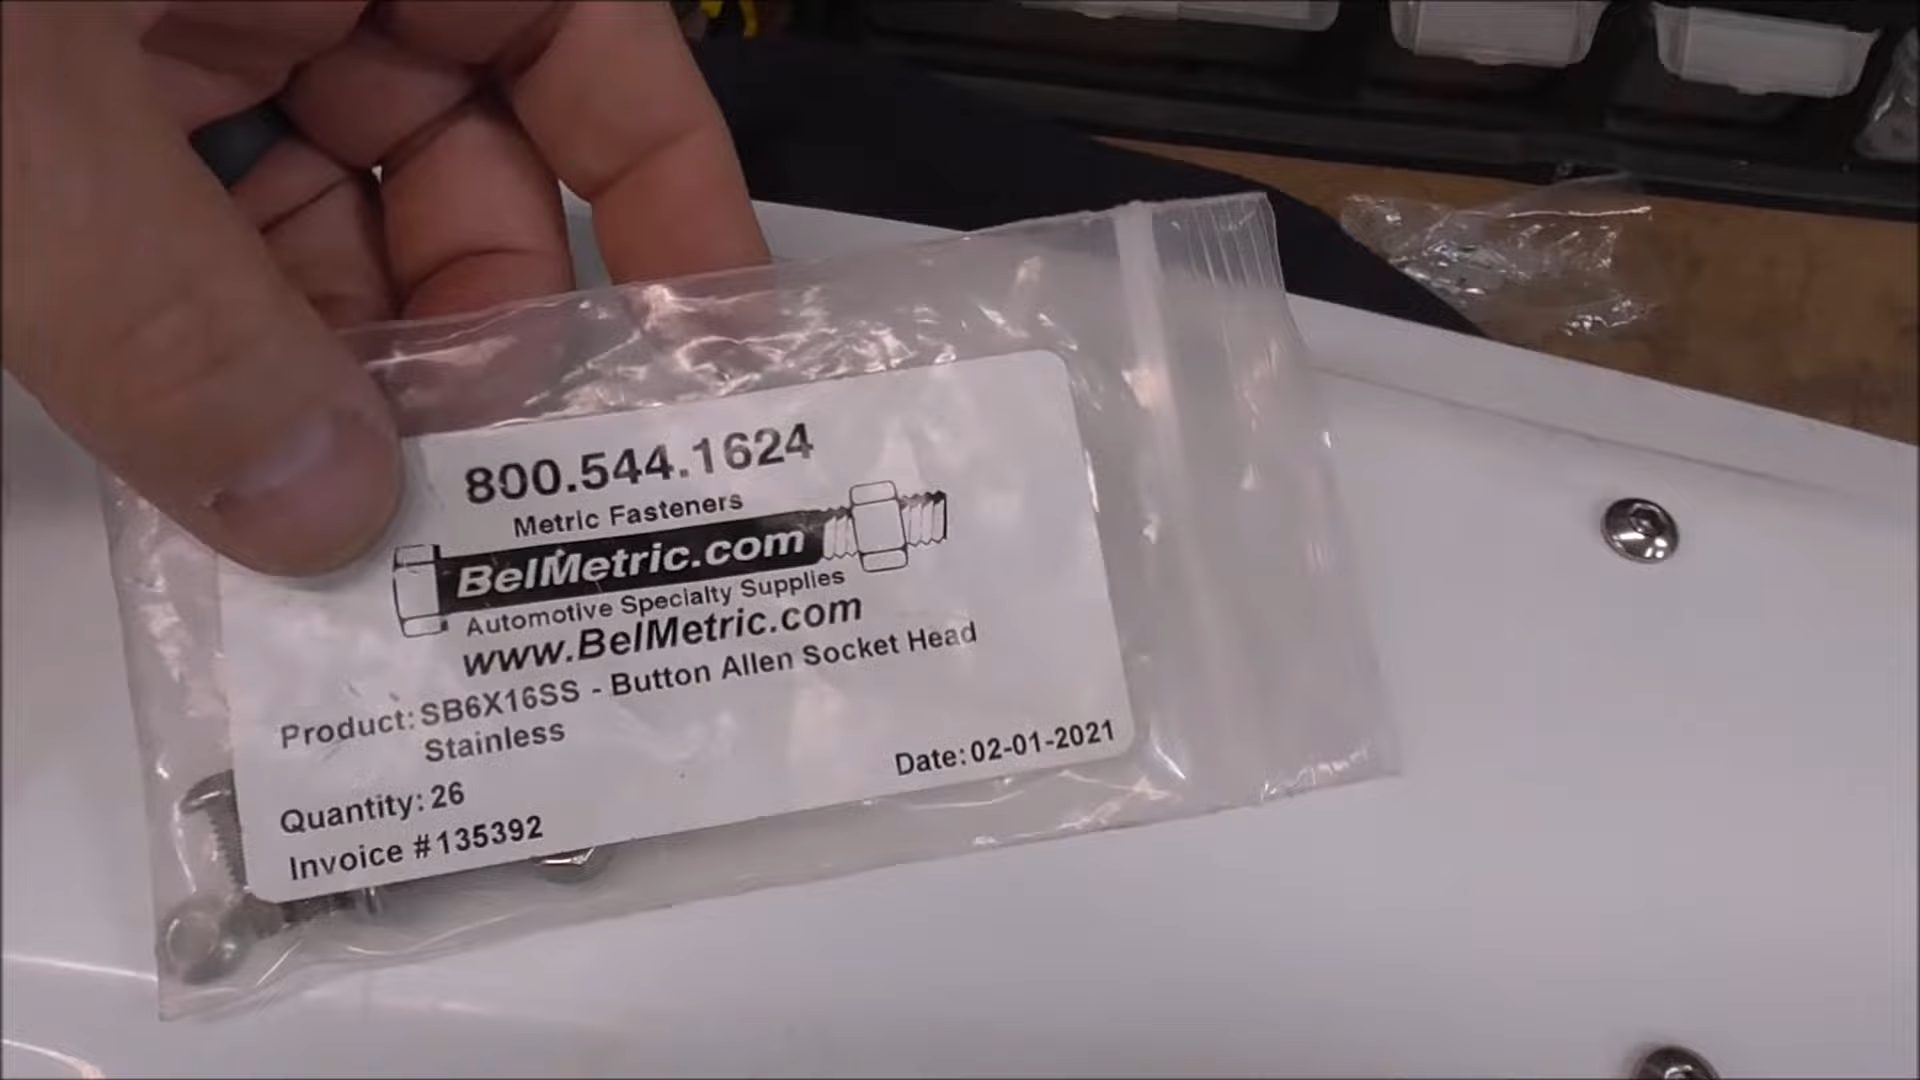 800.544.1624
Metric Fasteners
BelMetric.com
Automotive Specialty Supplies
www.BelMetric.com
Product: SB6X16SS - Button Allen Socket Head
Stainless
Quantity: 26
Date: 02-01-2021
Invoice #135392